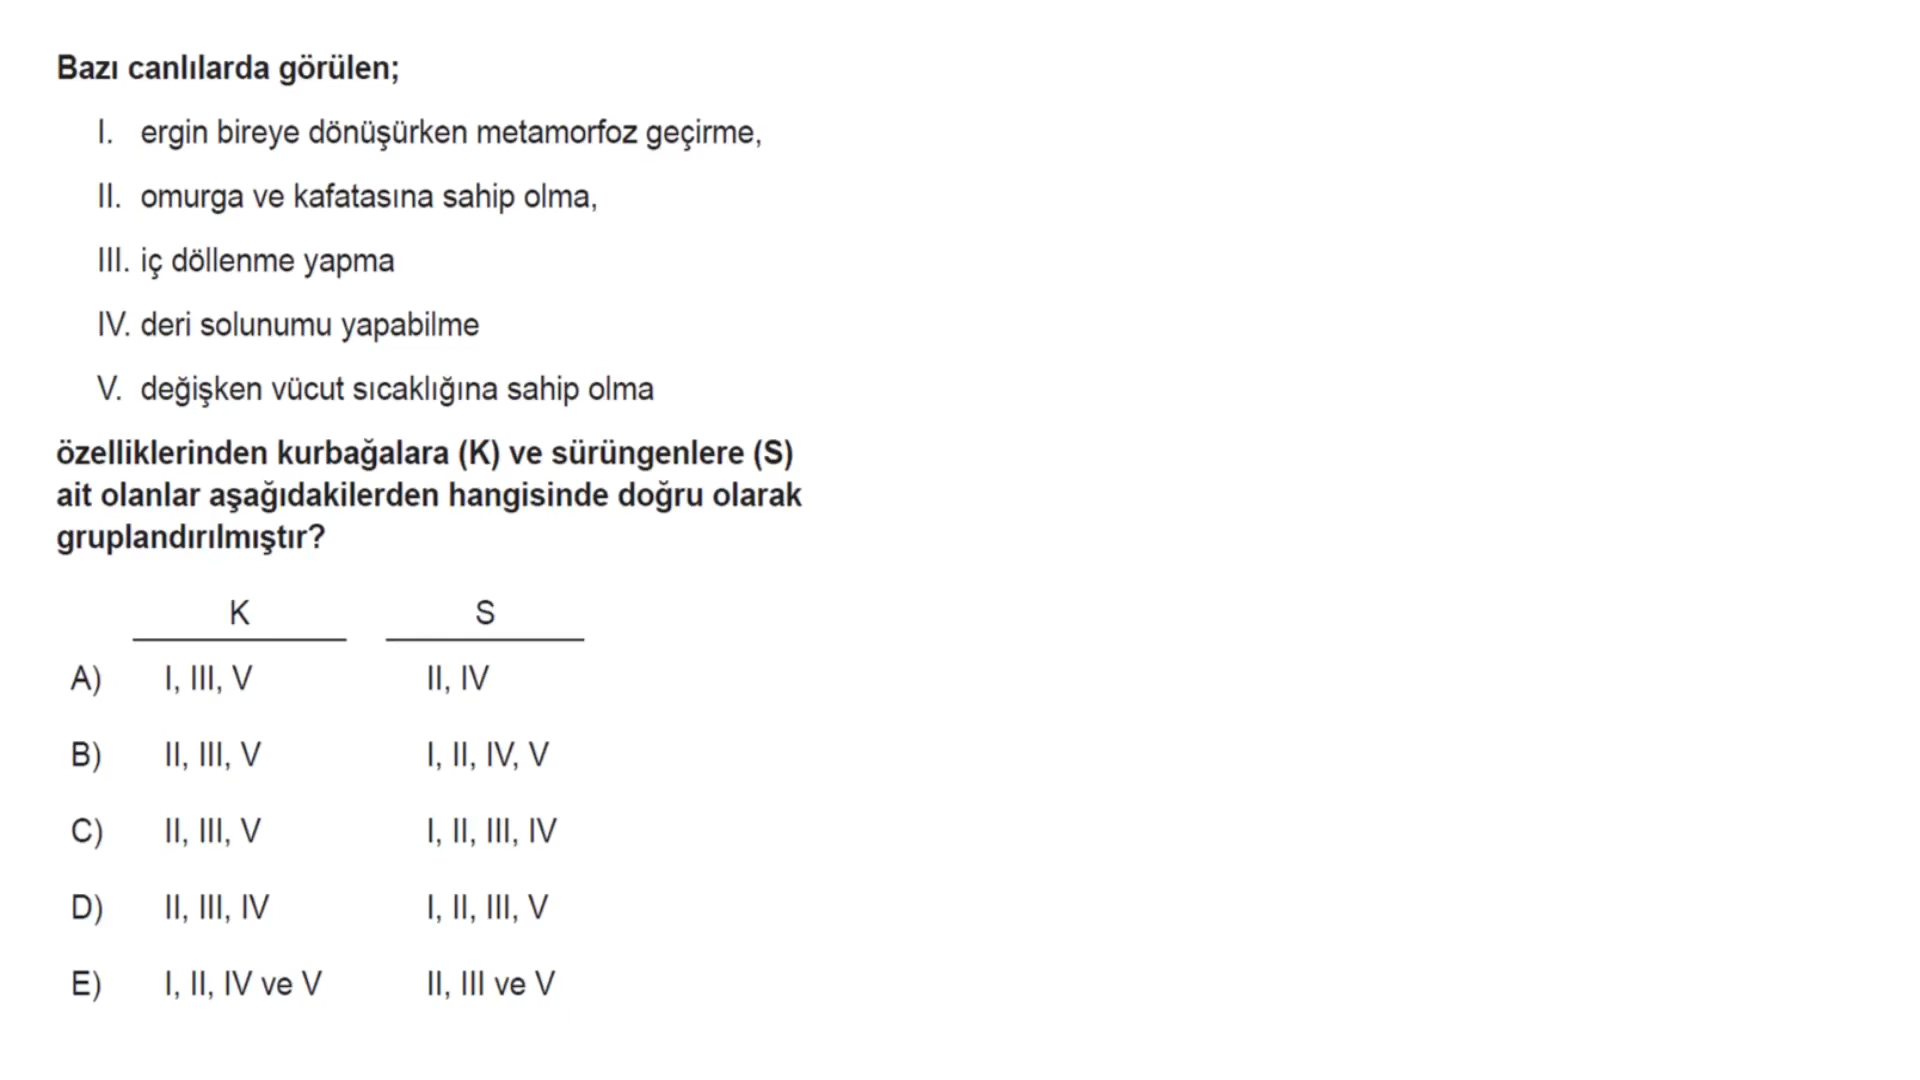 Bazı canlılarda görülen;
I. ergin bireye dönüşürken metamorfoz geçirme,
II. omurga ve kafatasına sahip olma,
III. iç döllenme yapma
IV. deri solunumu yapabilme
V. değişken vücut sıcaklığına sahip olma
özelliklerinden kurbağalara (K) ve sürüngenlere (S)
ait olanlar aşağıdakilerden hangisinde doğru olarak
gruplandırılmıştır?
K S
A) I, III, V II, IV
B) II, III, V I, II, IV, V
C) II, III, V I, II, III, IV
D) II, III, IV I, II, III, V
E) I, II, IV ve V II, III ve V